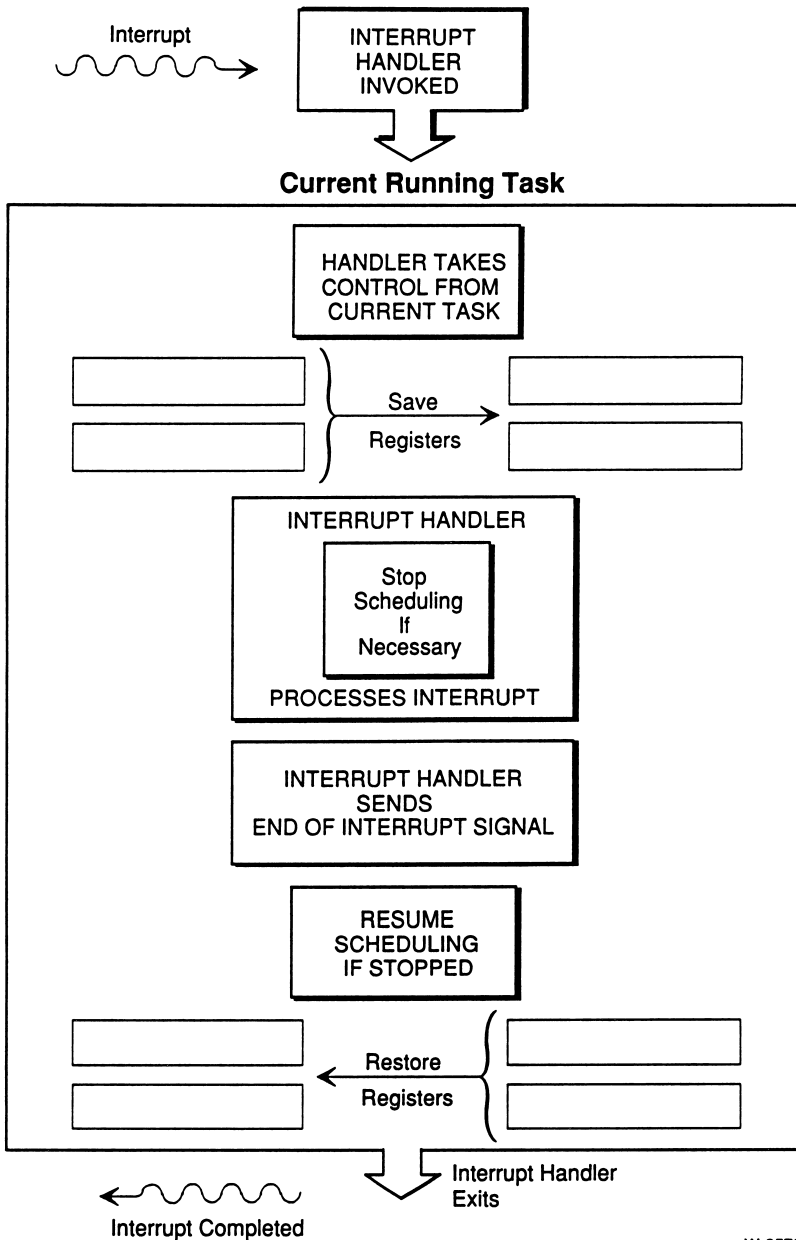 Interrupt
INTERRUPT
HANDLER
INVOKED
Current Running Task
HANDLER TAKES
CONTROL FROM
CURRENT TASK
Save
Registers
INTERRUPT HANDLER
Stop
Scheduling
If
Necessary
PROCESSES INTERRUPT
INTERRUPT HANDLER
SENDS
END OF INTERRUPT SIGNAL
RESUME
SCHEDULING
IF STOPPED
Restore
Registers
Interrupt Handler
Exits
Interrupt Completed